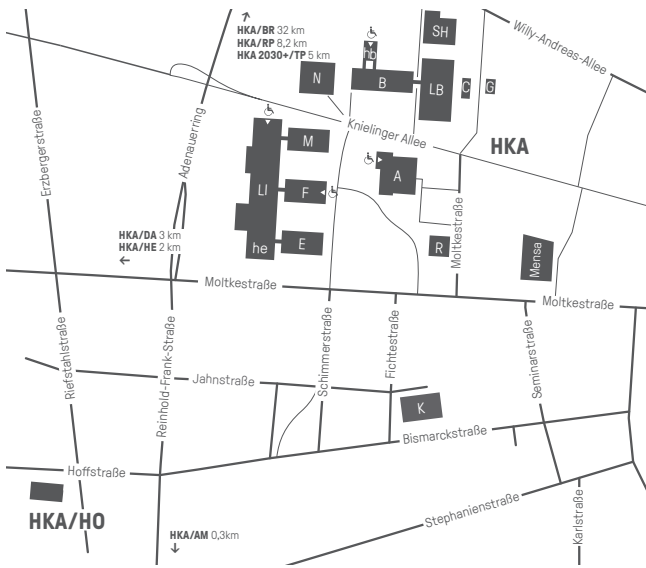 HKA/BR 32 km
HKA/RP 8,2 km
HKA 2030+/TP 5 km
SH
Willy-Andreas-Allee
hb
N
B
LB
C
G
Erzbergerstraße
Adenauerring
Knielinger Allee
M
HKA
A
LI
F
HKA/DA 3 km
HKA/HE 2 km
he
E
R
Moltkestraße
Mensa
Moltkestraße
Moltkestraße
Riefstahlstraße
Reinhold-Frank-Straße
Schimmerstraße
Fichtestraße
Seminarstraße
Jahnstraße
K
Bismarckstraße
Hoffstraße
HKA/HO
HKA/AM 0,3km
Stephanienstraße
Karlstraße